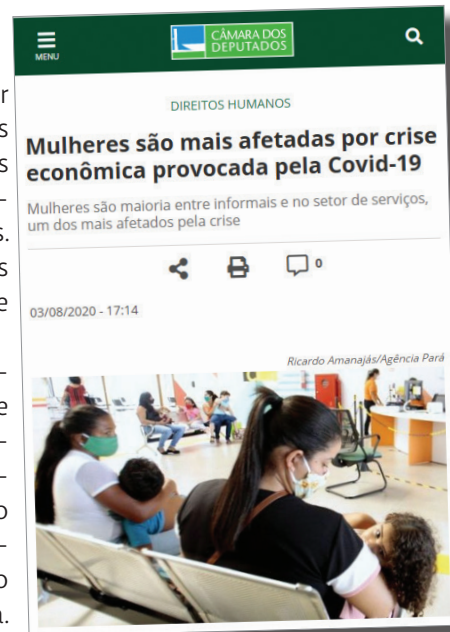 MENU
CÂMARA DOS
DEPUTADOS
DIREITOS HUMANOS
Mulheres são mais afetadas por crise
econômica provocada pela Covid-19
Mulheres são maioria entre informais e no setor de serviços,
um dos mais afetados pela crise
0
03/08/2020 - 17:14
Ricardo Amanajás/Agência Pará